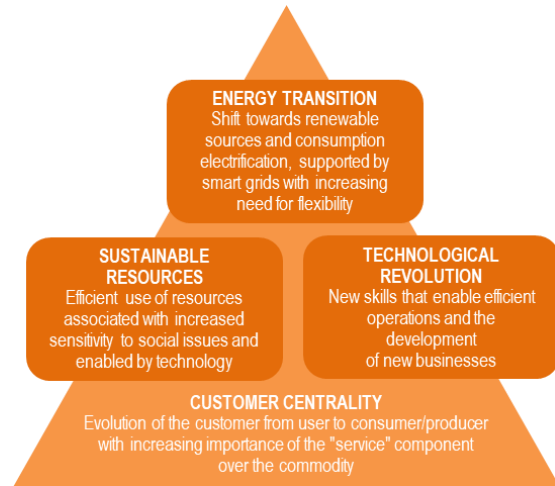 ENERGY TRANSITION
Shift towards renewable
sources and consumption
electrification, supported by
smart grids with increasing
need for flexibility
SUSTAINABLE
RESOURCES
Efficient use of resources
associated with increased
sensitivity to social issues and
enabled by technology
TECHNOLOGICAL
REVOLUTION
New skills that enable efficient
operations and the
development
of new businesses
CUSTOMER CENTRALITY
Evolution of the customer from user to consumer/producer
with increasing importance of the "service" component
over the commodity